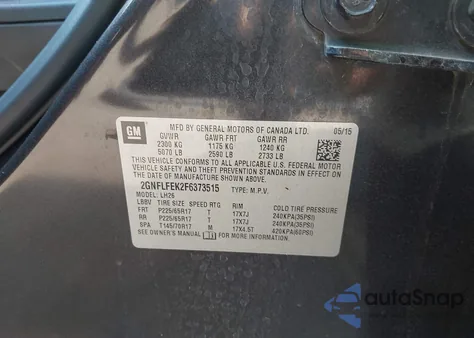 GM
MFD BY GENERAL MOTORS OF CANADA LTD. 05/15
GVWR GAWR FRT GAWR RR
2300 KG 1175 KG 1240 KG
5070 LB 2590 LB 2733 LB
THIS VEHICLE CONFORMS TO ALL APPLICABLE U.S. FEDERAL MOTOR
VEHICLE SAFETY, BUMPER, AND THEFT PREVENTION STANDARDS IN EFFECT ON THE
DATE OF MANUFACTURE SHOWN ABOVE.
2GNFLFEK2F6373515 TYPE: M.P.V.
MODEL: LH26
LBBV TIRE SIZE SPEED RTG RIM COLD TIRE PRESSURE
FRT P225/65R17 T 17X7J 240KPA(35PSI)
RR P225/65R17 T 17X7J 240KPA(35PSI)
SPA T145/70R17 M 17X4.5T 420KPA(60PSI)
SEE OWNER'S MANUAL FOR MORE INFORMATION.
autoSnap